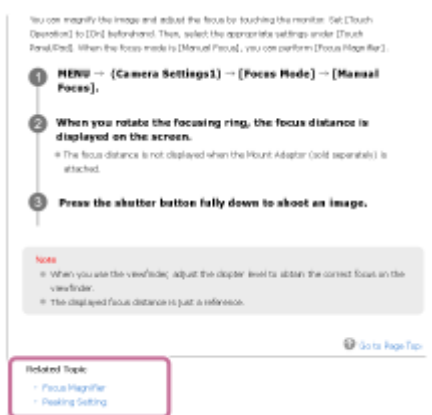 You can magnify the image and adjust the focus by touching the monitor. Set [Touch
Operation] to [On] beforehand. Then, select the appropriate settings under [Touch
Panel/Pad]. When the focus mode is [Manual Focus], you can perform [Focus Magnifier].
1 MENU → (Camera Settings1) → [Focus Mode] → [Manual
Focus].
2 When you rotate the focusing ring, the focus distance is
displayed on the screen.
The focus distance is not displayed when the Mount Adaptor (sold separately) is
attached.
3 Press the shutter button fully down to shoot an image.
Note
When you use the viewfinder, adjust the diopter level to obtain the correct focus on the
viewfinder.
The displayed focus distance is just a reference.
Go to Page Top
Related Topic
Focus Magnifier
Peaking Setting